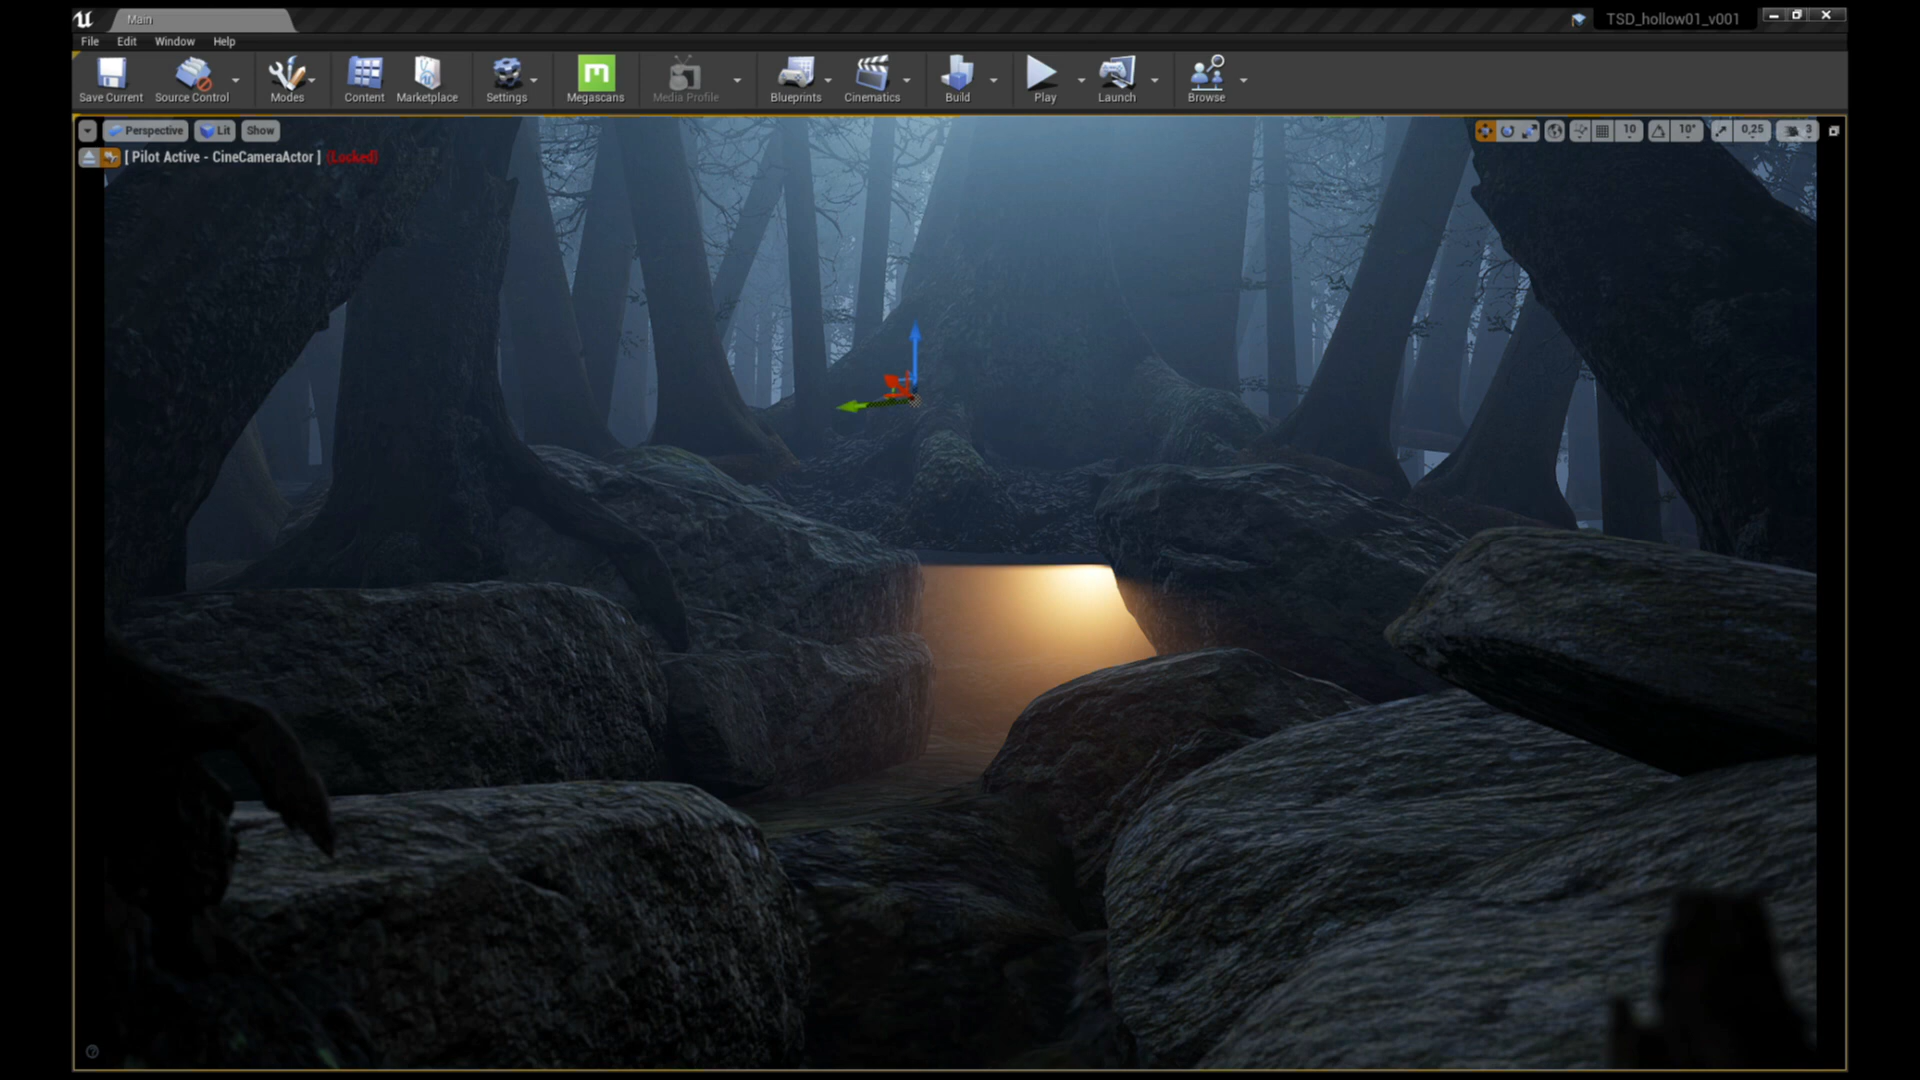 Main
TSD_hollow01_v001
File Edit Window Help
Save Current Source Control Modes Content Marketplace Settings Megascans Media Profile Blueprints Cinematics Build Play Launch Browse
Perspective Lit Show 10 10° 0,25 3
[ Pilot Active - CineCameraActor ] (Locked)